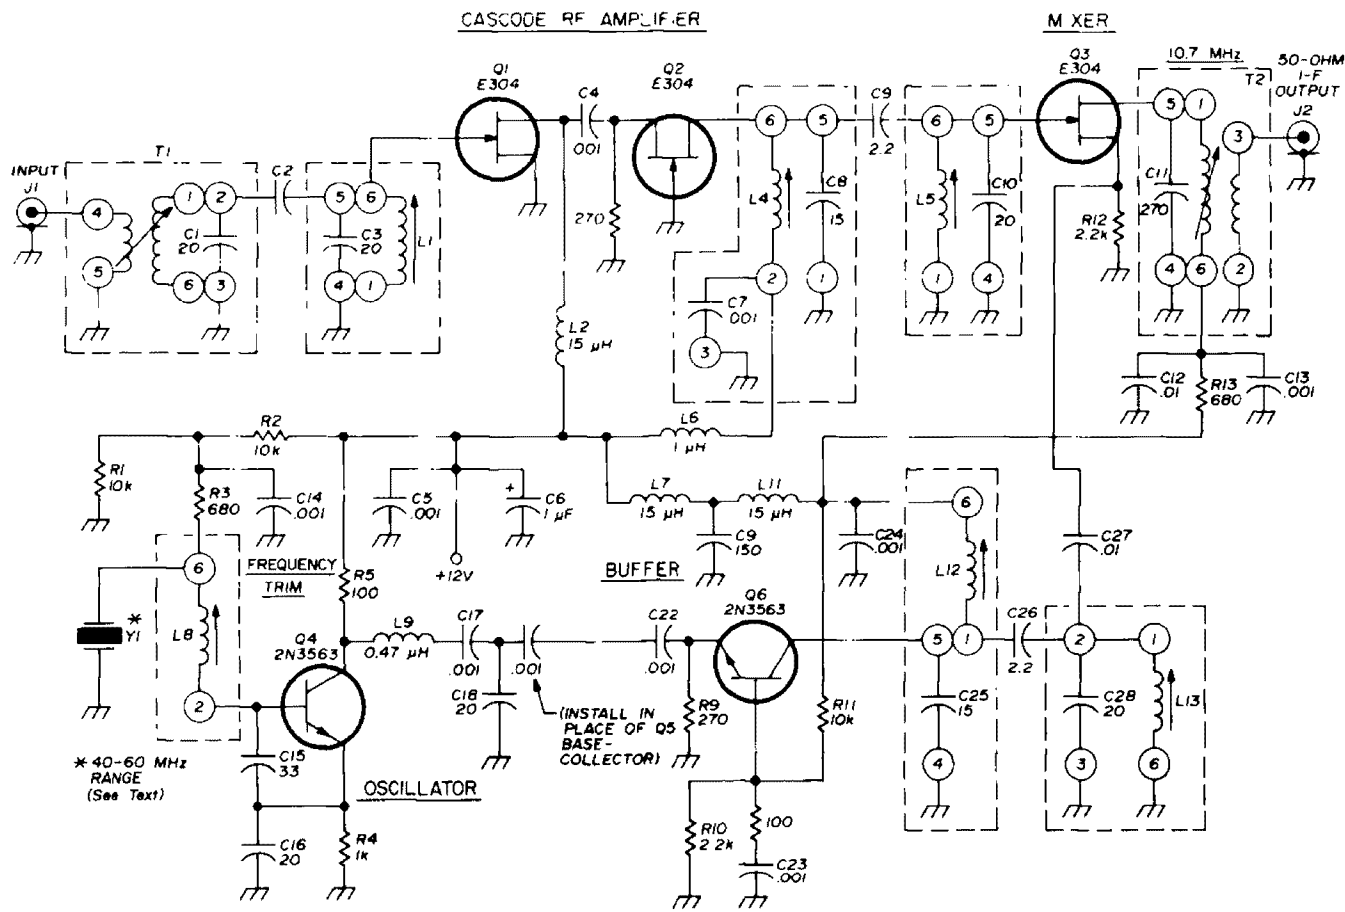 CASCODE RF AMPLIFIER
M XER
Q1
E304
C4
.001
Q2
E304
C9
2.2
Q3
E304
10.7 MHz
T2
50-OHM
I-F
OUTPUT
J2
INPUT
J1
T1
4
5
1
2
6
3
C1
20
C2
5
6
C3
20
4
1
L1
270
6
5
L4
C8
15
2
1
C7
.001
3
6
5
L5
C10
20
1
4
R12
2.2k
5
1
3
C11
270
4
6
2
L2
15 µH
C12
.01
R13
680
C13
.001
R2
10k
L6
1 µH
R1
10k
R3
680
C14
.001
C5
.001
+
C6
1 µF
L7
15 µH
L11
15 µH
C9
150
C24
.001
6
L12
C27
.01
+12V
FREQUENCY
TRIM
R5
100
BUFFER
6
L8
2
*
Y1
Q4
2N3563
L9
0.47 µH
C17
.001
.001
C22
.001
Q6
2N3563
5
1
C26
2.2
2
1
C18
20
(INSTALL IN
PLACE OF Q5
BASE-
COLLECTOR)
R9
270
R11
10k
C25
15
C28
20
L13
4
3
6
* 40-60 MHz
RANGE
(See Text)
C15
33
OSCILLATOR
C16
20
R4
1k
R10
2.2k
100
C23
.001